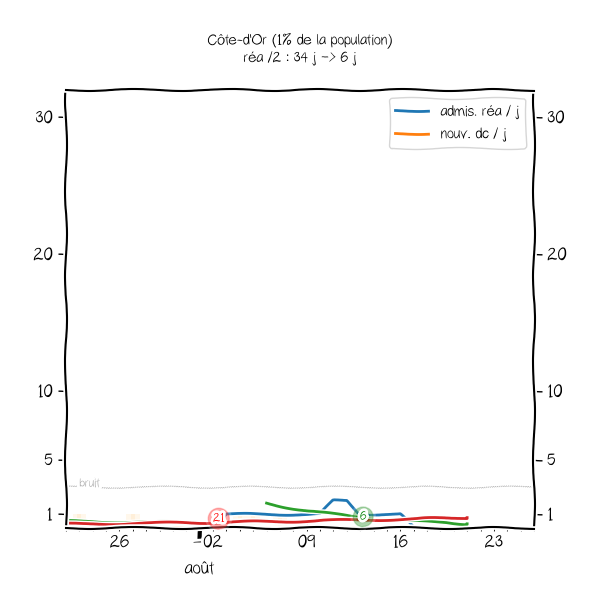 Côte-d'Or (1% de la population)
réa /2 : 34 j -> 6 j
admis. réa / j
nouv. dc / j
30
30
20
20
10
10
5
5
bruit
1
1
21
6
26
02
09
16
23
août